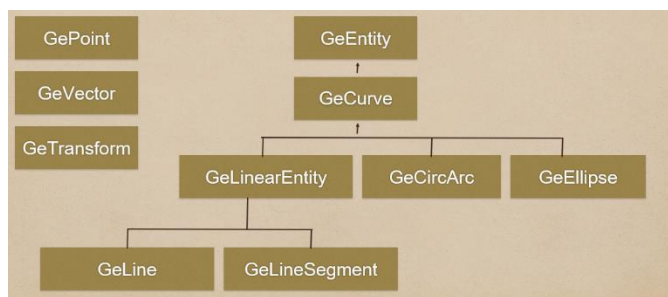 GePoint
GeEntity
GeVector
GeCurve
GeTransform
GeLinearEntity
GeCircArc
GeEllipse
GeLine
GeLineSegment